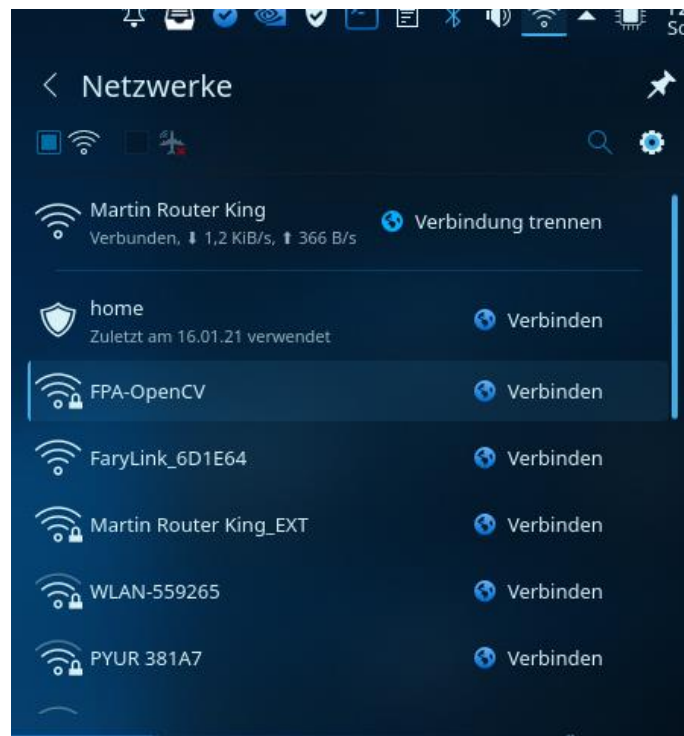 Netzwerke
Martin Router King
Verbindung trennen
Verbunden, ⬇ 1,2 KiB/s, ⬆ 366 B/s
home
Verbinden
Zuletzt am 16.01.21 verwendet
FPA-OpenCV
Verbinden
FaryLink_6D1E64
Verbinden
Martin Router King_EXT
Verbinden
WLAN-559265
Verbinden
PYUR 381A7
Verbinden